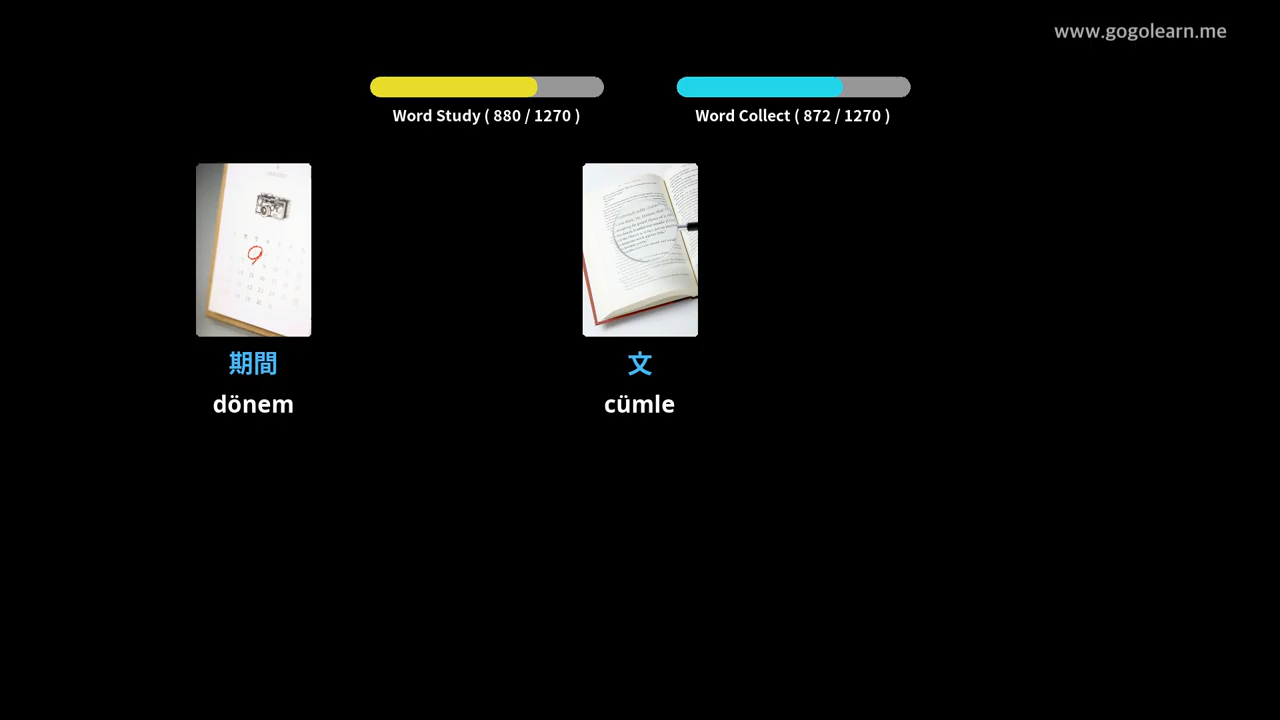 www.gogolearn.me
Word Study ( 880 / 1270 )
Word Collect ( 872 / 1270 )
期間
文
dönem
cümle